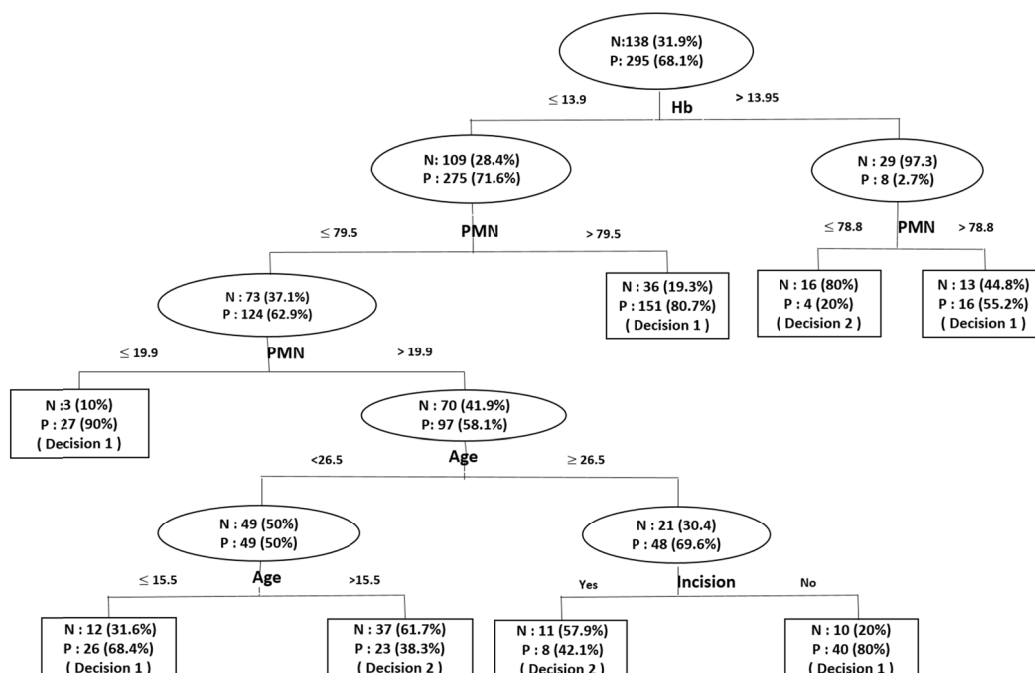 N:138 (31.9%)
P: 295 (68.1%)
≤ 13.9
> 13.95
Hb
N: 109 (28.4%)
P : 275 (71.6%)
N : 29 (97.3)
P : 8 (2.7%)
≤ 79.5
PMN
> 79.5
≤ 78.8
PMN
> 78.8
N : 73 (37.1%)
P : 124 (62.9%)
N : 36 (19.3%)
P : 151 (80.7%)
( Decision 1 )
N : 16 (80%)
P : 4 (20%)
( Decision 2 )
N : 13 (44.8%)
P : 16 (55.2%)
( Decision 1 )
≤ 19.9
PMN
> 19.9
N :3 (10%)
P : 27 (90%)
( Decision 1 )
N : 70 (41.9%)
P: 97 (58.1%)
<26.5
Age
≥ 26.5
N : 49 (50%)
P : 49 (50%)
N : 21 (30.4)
P : 48 (69.6%)
≤ 15.5
Age
>15.5
Yes
Incision
No
N : 12 (31.6%)
P : 26 (68.4%)
( Decision 1 )
N : 37 (61.7%)
P : 23 (38.3%)
( Decision 2 )
N : 11 (57.9%)
P : 8 (42.1%)
( Decision 2 )
N : 10 (20%)
P : 40 (80%)
( Decision 1 )